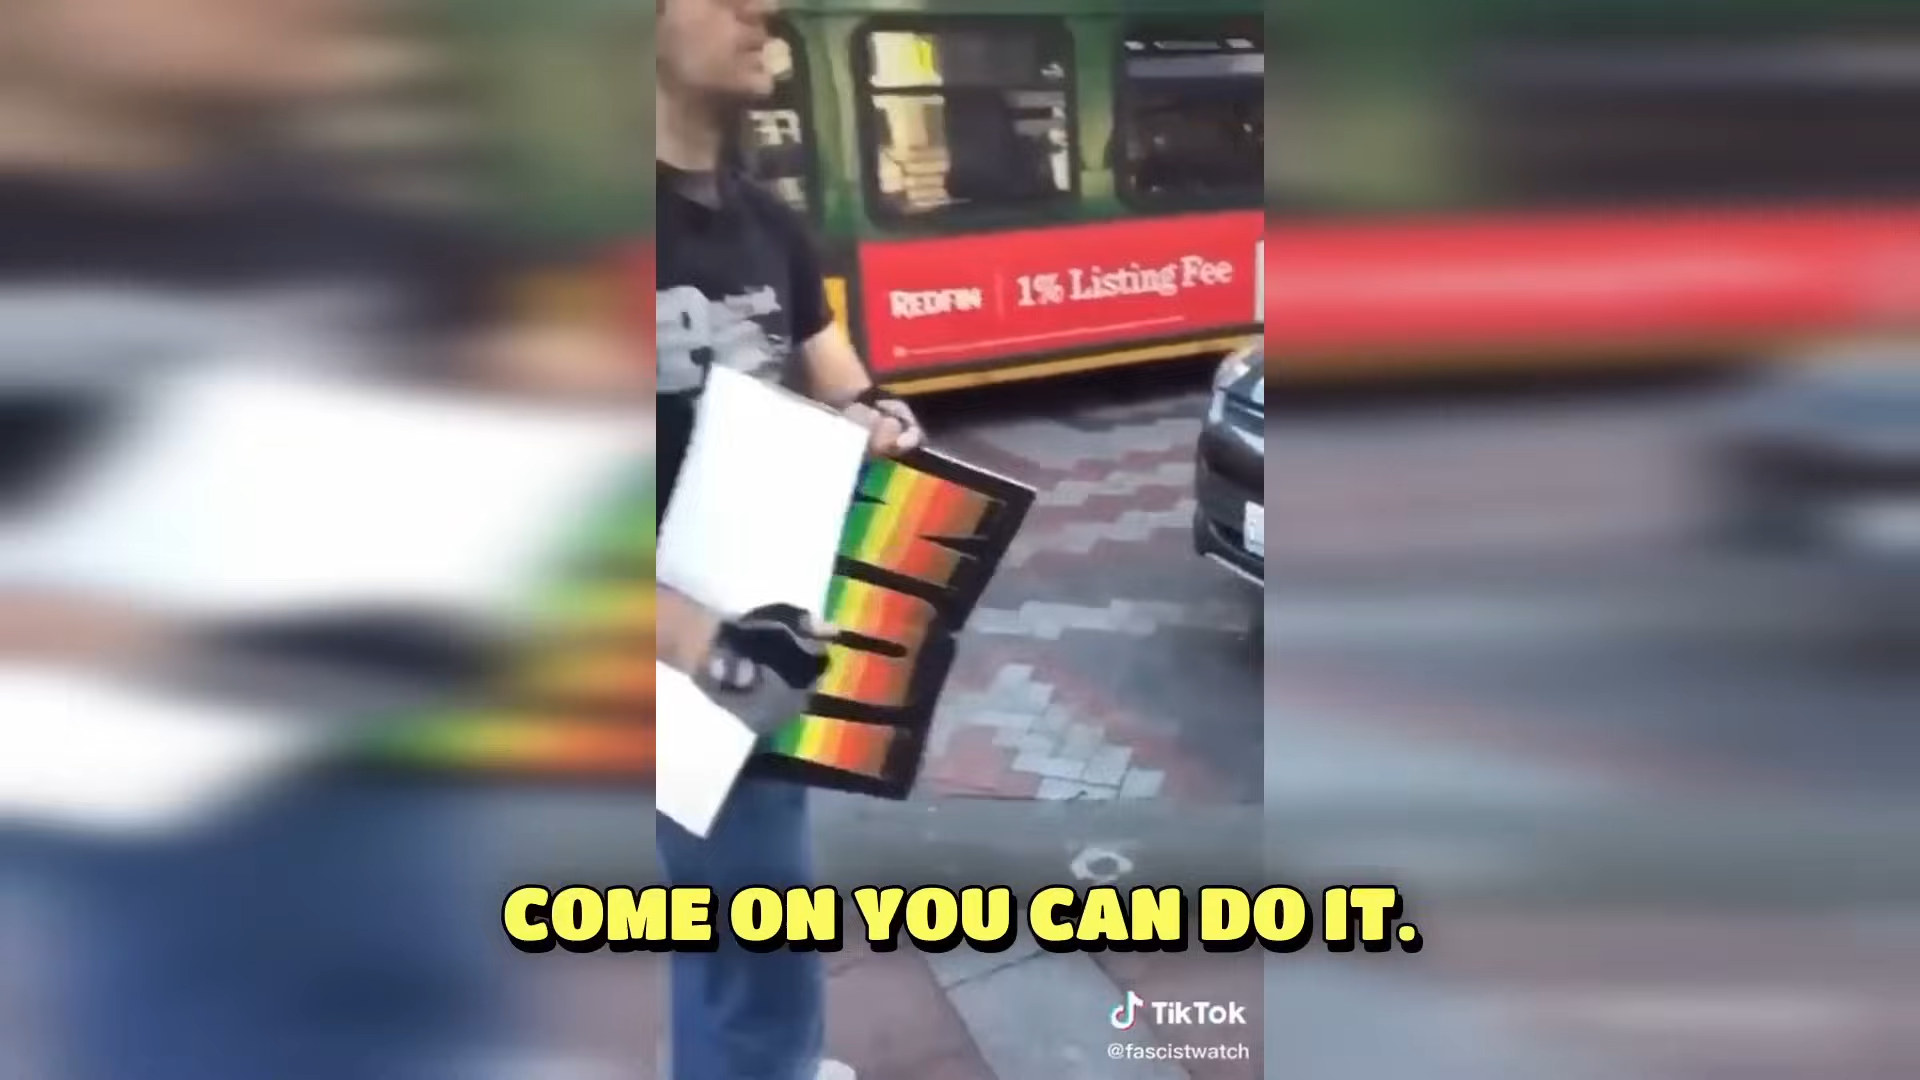 REDFIN | 1% Listing Fee
COME ON YOU CAN DO IT.
TikTok
@fascistwatch